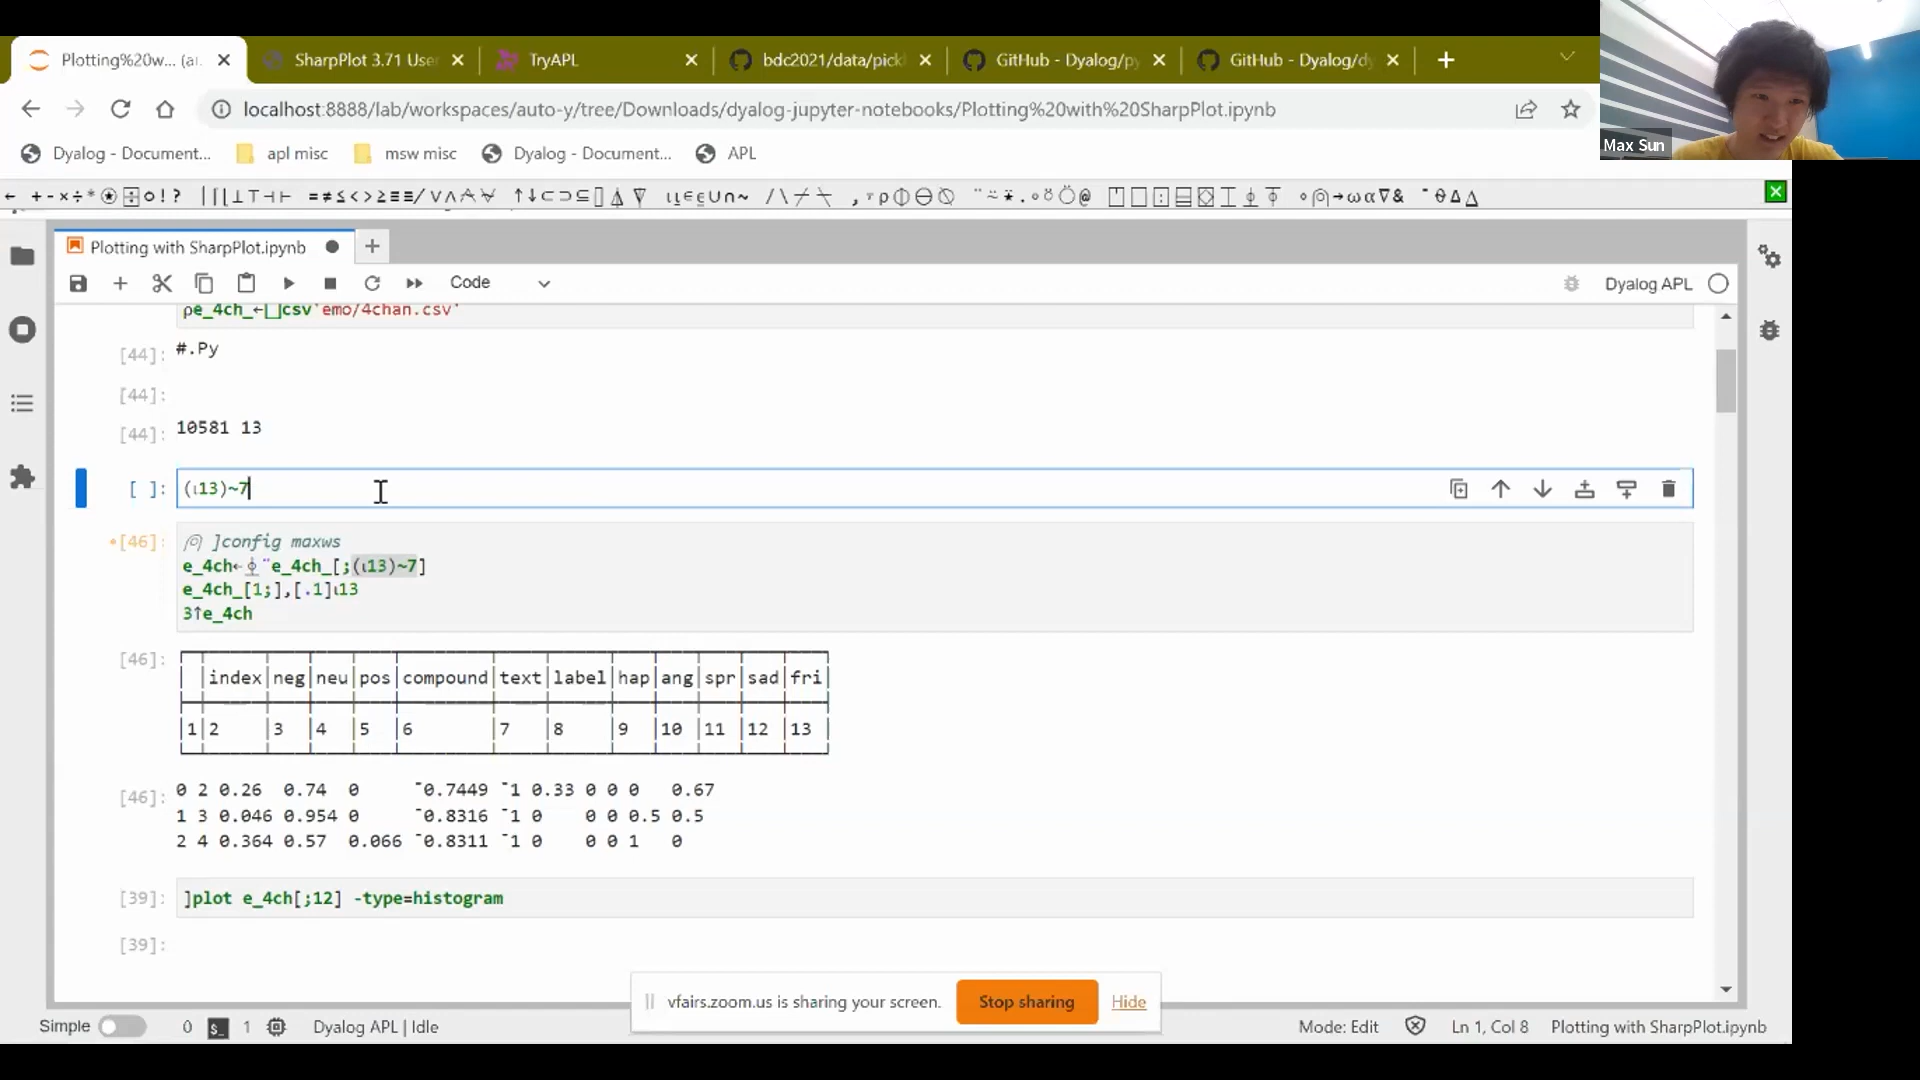 Plotting%20w... (au
SharpPlot 3.71 User
TryAPL
bdc2021/data/pickl
GitHub - Dyalog/py
GitHub - Dyalog/dy
localhost:8888/lab/workspaces/auto-y/tree/Downloads/dyalog-jupyter-notebooks/Plotting%20with%20SharpPlot.ipynb
Max Sun
Dyalog - Document...
apl misc
msw misc
Dyalog - Document...
APL
Plotting with SharpPlot.ipynb
Code
Dyalog APL
⍴e_4ch_←⎕csv'emo/4chan.csv'
[44]: #.Py
[44]:
[44]: 10581 13
[ ]: (⍳13)~7
[46]: ⍝ ]config maxws
e_4ch←⍎¨e_4ch_[;(⍳13)~7]
e_4ch_[1;],[.1]⍳13
3↑e_4ch
[46]:
index neg neu pos compound text label hap ang spr sad fri
1 2 3 4 5 6 7 8 9 10 11 12 13
[46]:
0 2 0.26 0.74 0 ¯0.7449 ¯1 0.33 0 0 0 0.67
1 3 0.046 0.954 0 ¯0.8316 ¯1 0 0 0 0.5 0.5
2 4 0.364 0.57 0.066 ¯0.8311 ¯1 0 0 0 1 0
[39]: ]plot e_4ch[;12] -type=histogram
[39]:
vfairs.zoom.us is sharing your screen.
Stop sharing
Hide
Simple
0
1
Dyalog APL | Idle
Mode: Edit
Ln 1, Col 8
Plotting with SharpPlot.ipynb